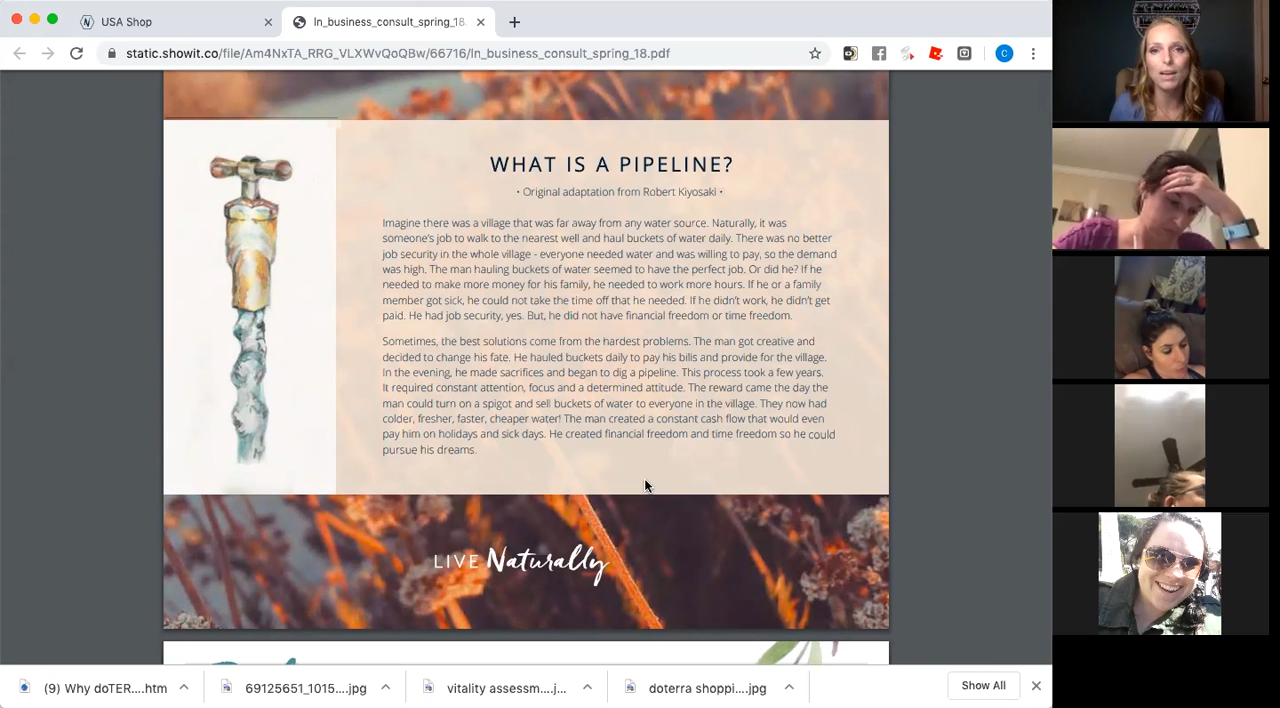 USA Shop
ln_business_consult_spring_18.
static.showit.co/file/Am4NxTA_RRG_VLXWvQoQBw/66716/ln_business_consult_spring_18.pdf
C
WHAT IS A PIPELINE?
• Original adaptation from Robert Kiyosaki •
Imagine there was a village that was far away from any water source. Naturally, it was
someone's job to walk to the nearest well and haul buckets of water daily. There was no better
job security in the whole village - everyone needed water and was willing to pay, so the demand
was high. The man hauling buckets of water seemed to have the perfect job. Or did he? If he
needed to make more money for his family, he needed to work more hours. If he or a family
member got sick, he could not take the time off that he needed. If he didn't work, he didn't get
paid. He had job security, yes. But, he did not have financial freedom or time freedom.
Sometimes, the best solutions come from the hardest problems. The man got creative and
decided to change his fate. He hauled buckets daily to pay his bills and provide for the village.
In the evening, he made sacrifices and began to dig a pipeline. This process took a few years.
It required constant attention, focus and a determined attitude. The reward came the day the
man could turn on a spigot and sell buckets of water to everyone in the village. They now had
colder, fresher, faster, cheaper water! The man created a constant cash flow that would even
pay him on holidays and sick days. He created financial freedom and time freedom so he could
pursue his dreams.
LIVE Naturally
(9) Why doTER....htm
69125651_1015....jpg
vitality assessm....j...
doterra shoppi....jpg
Show All